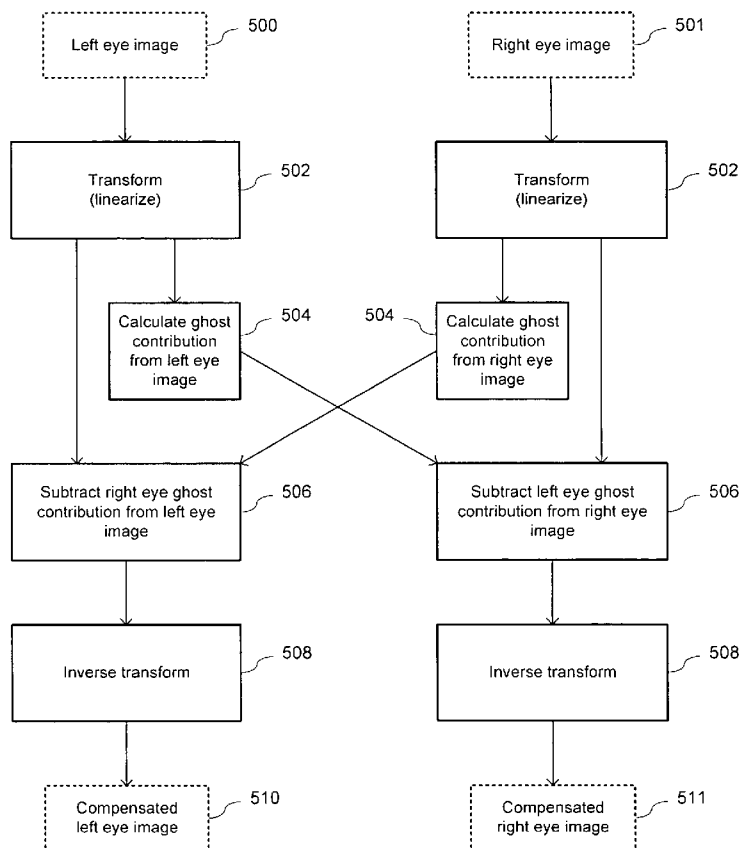 Left eye image
500
Right eye image
501
Transform
(linearize)
502
Transform
(linearize)
502
Calculate ghost
contribution
from left eye
image
504
504
Calculate ghost
contribution
from right eye
image
Subtract right eye ghost
contribution from left eye
image
506
Subtract left eye ghost
contribution from right eye
image
506
Inverse transform
508
Inverse transform
508
Compensated
left eye image
510
Compensated
right eye image
511